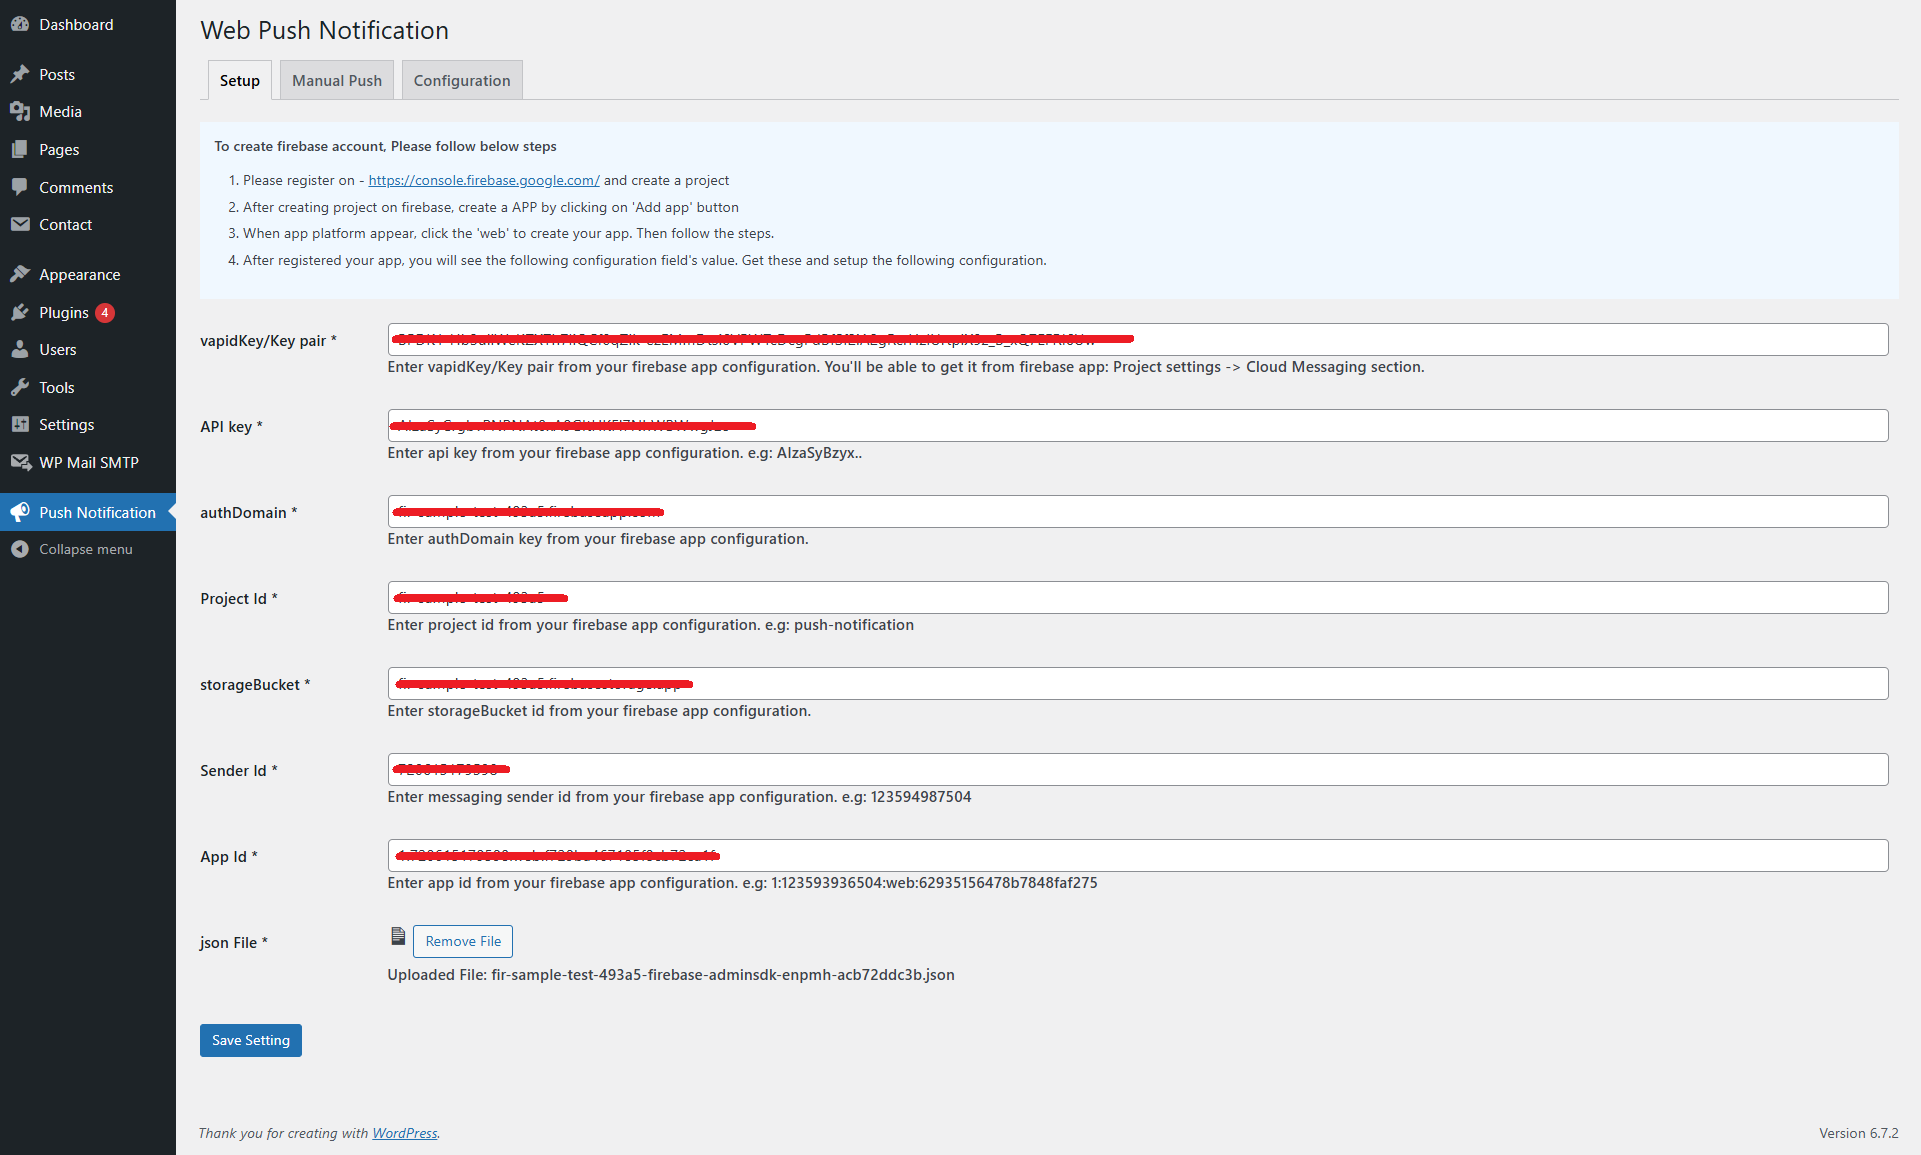 Dashboard
Posts
Media
Pages
Comments
Contact
Appearance
Plugins 4
Users
Tools
Settings
WP Mail SMTP
Push Notification
Collapse menu
Web Push Notification
Setup
Manual Push
Configuration
To create firebase account, Please follow below steps
1. Please register on - https://console.firebase.google.com/ and create a project
2. After creating project on firebase, create a APP by clicking on 'Add app' button
3. When app platform appear, click the 'web' to create your app. Then follow the steps.
4. After registered your app, you will see the following configuration field's value. Get these and setup the following configuration.
vapidKey/Key pair *
Enter vapidKey/Key pair from your firebase app configuration. You'll be able to get it from firebase app: Project settings -> Cloud Messaging section.
API key *
Enter api key from your firebase app configuration. e.g: AIzaSyBzyx..
authDomain *
Enter authDomain key from your firebase app configuration.
Project Id *
Enter project id from your firebase app configuration. e.g: push-notification
storageBucket *
Enter storageBucket id from your firebase app configuration.
Sender Id *
Enter messaging sender id from your firebase app configuration. e.g: 123594987504
App Id *
Enter app id from your firebase app configuration. e.g: 1:123593936504:web:62935156478b7848faf275
json File *
Remove File
Uploaded File: fir-sample-test-493a5-firebase-adminsdk-enpmh-acb72ddc3b.json
Save Setting
Thank you for creating with WordPress.
Version 6.7.2